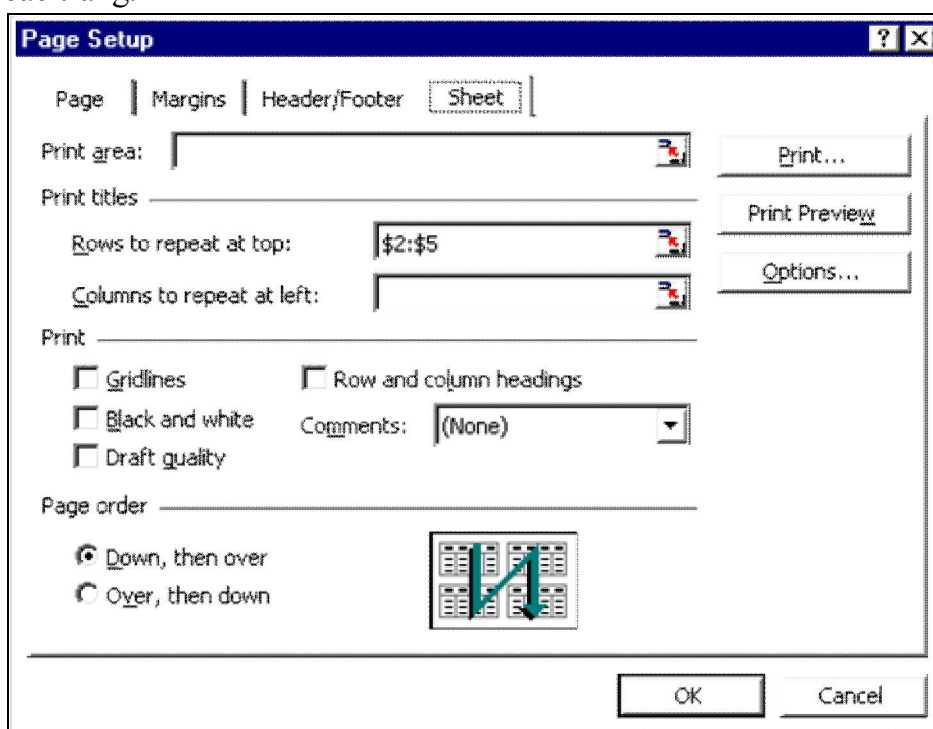 Page Setup
Page Margins Header/Footer Sheet
Print area:
Print...
Print titles
Print Preview
Rows to repeat at top: $2:$5
Options...
Columns to repeat at left:
Print
Gridlines Row and column headings
Black and white Comments: (None)
Draft quality
Page order
Down, then over
Over, then down
OK Cancel